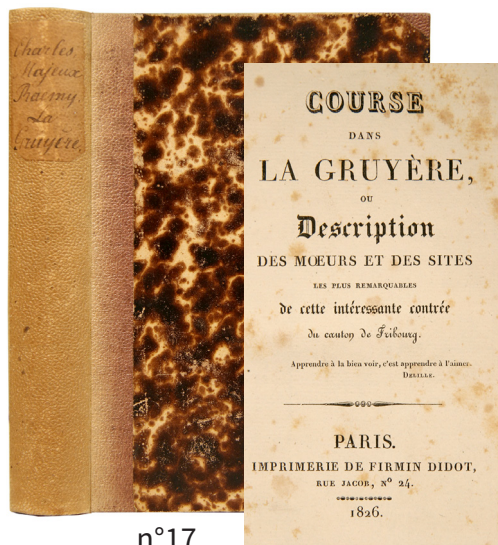 Charles
Majeux
Raemy
La
Gruyère
COURSE
DANS
LA GRUYÈRE,
OU
Description
DES MŒURS ET DES SITES
LES PLUS REMARQUABLES
de cette intéressante contrée
du canton de Fribourg.
Apprendre à la bien voir, c'est apprendre à l'aimer.
DELILLE.
PARIS.
IMPRIMERIE DE FIRMIN DIDOT,
RUE JACOB, Nº 24.
1826.
n°17